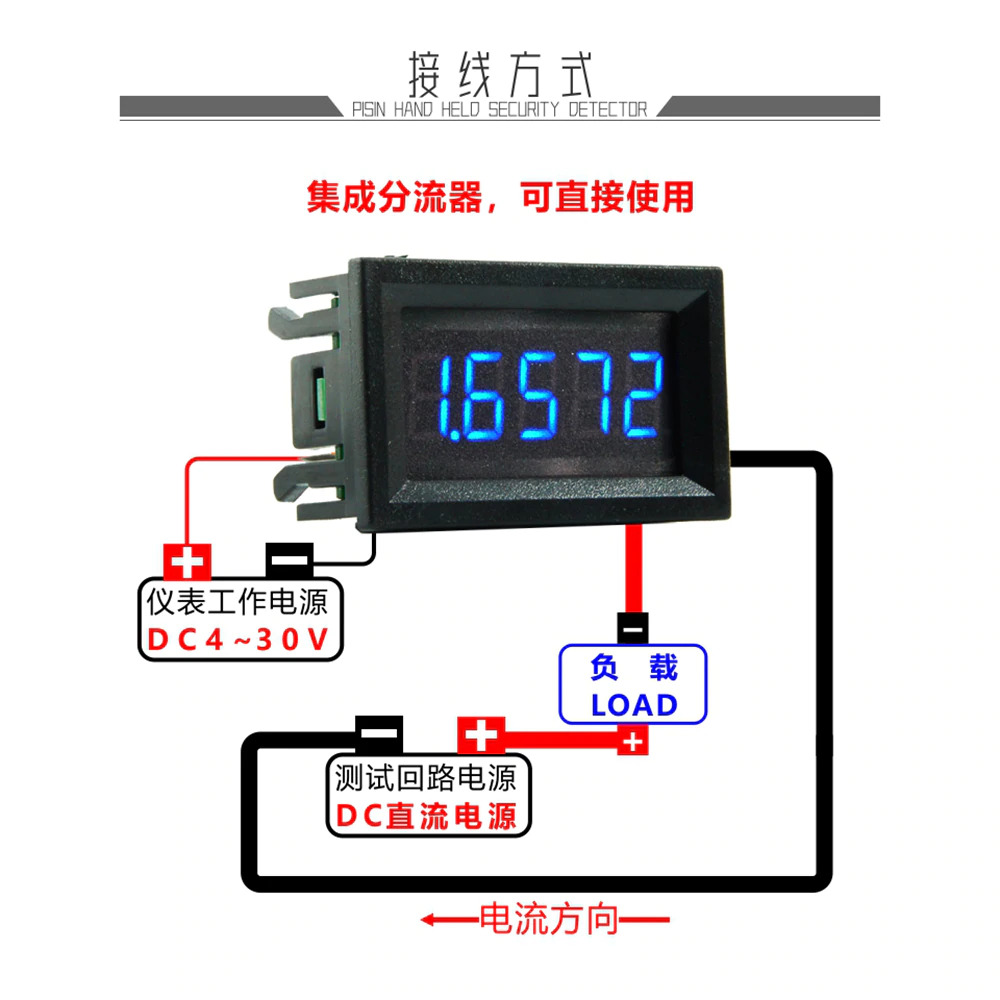 接线方式
PISIN HAND HELD SECURITY DETECTOR
集成分流器，可直接使用
1.6572
仪表工作电源
DC4~30V
负 载
LOAD
测试回路电源
DC直流电源
电流方向